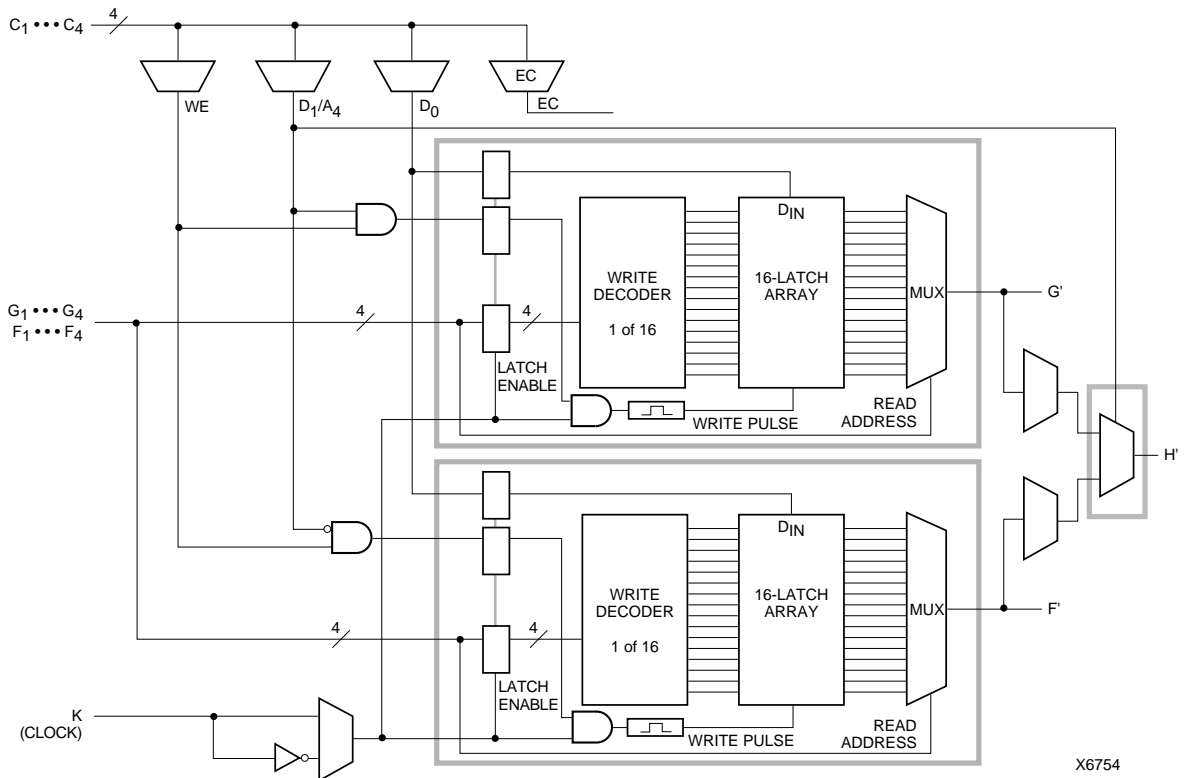 C₁ ••• C₄
4
EC
WE
D₁/A₄
D₀
EC
G₁ ••• G₄
F₁ ••• F₄
4
4
LATCH
ENABLE
WRITE
DECODER
1 of 16
D_IN
16-LATCH
ARRAY
MUX
G'
WRITE PULSE
READ
ADDRESS
H'
4
4
LATCH
ENABLE
WRITE
DECODER
1 of 16
D_IN
16-LATCH
ARRAY
MUX
F'
WRITE PULSE
READ
ADDRESS
K
(CLOCK)
X6754